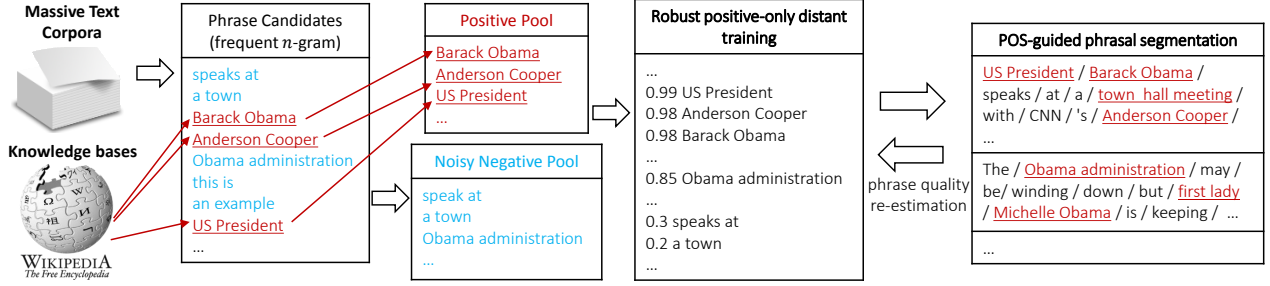 Massive Text
Corpora
Knowledge bases
WIKIPEDIA
The Free Encyclopedia
Phrase Candidates
(frequent n-gram)
speaks at
a town
Barack Obama
Anderson Cooper
Obama administration
this is
an example
US President
...
Positive Pool
Barack Obama
Anderson Cooper
US President
...
Noisy Negative Pool
speak at
a town
Obama administration
...
Robust positive-only distant
training
...
0.99 US President
0.98 Anderson Cooper
0.98 Barack Obama
...
0.85 Obama administration
...
0.3 speaks at
0.2 a town
...
phrase quality
re-estimation
POS-guided phrasal segmentation
US President / Barack Obama /
speaks / at / a / town hall meeting /
with / CNN / 's / Anderson Cooper /
...
The / Obama administration / may /
be/ winding / down / but / first lady
/ Michelle Obama / is / keeping / ...
...